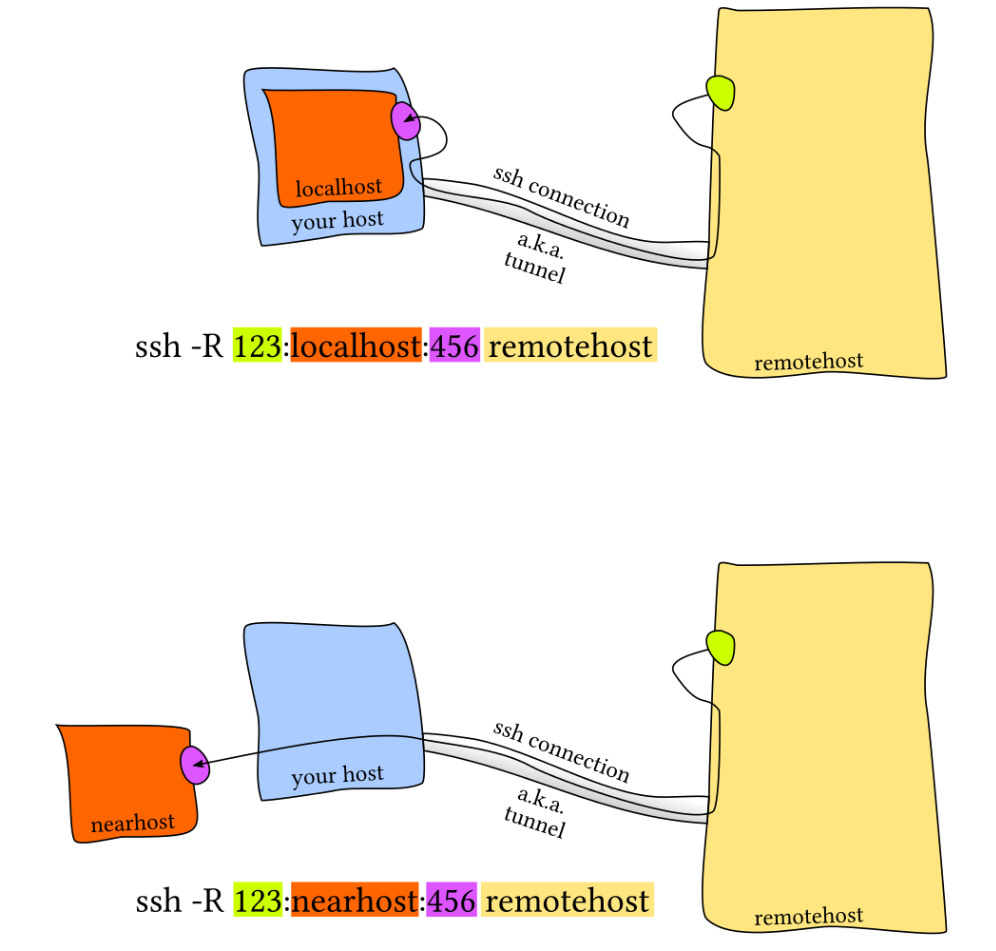 localhost
your host
ssh connection
a.k.a.
tunnel
remotehost
ssh -R 123:localhost:456 remotehost
nearhost
your host
ssh connection
a.k.a.
tunnel
remotehost
ssh -R 123:nearhost:456 remotehost